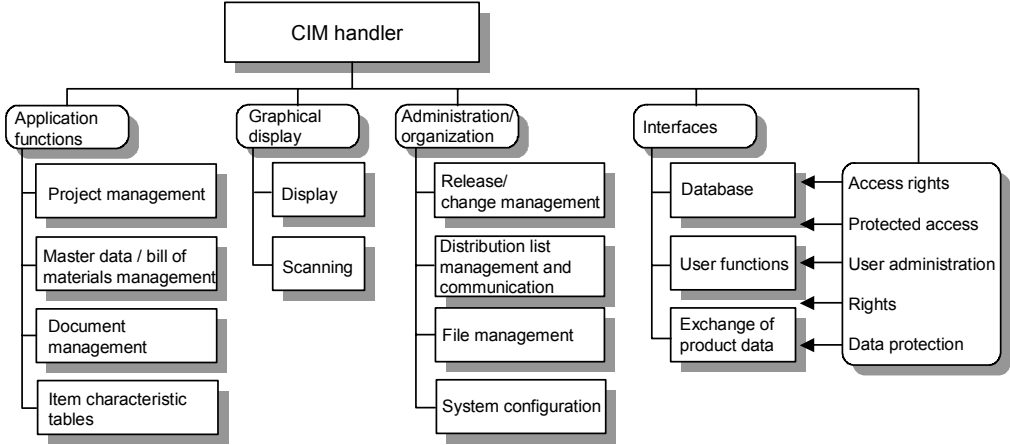 CIM handler
Application
functions
Project management
Master data / bill of
materials management
Document
management
Item characteristic
tables
Graphical
display
Display
Scanning
Administration/
organization
Release/
change management
Distribution list
management and
communication
File management
System configuration
Interfaces
Database
User functions
Exchange of
product data
Access rights
Protected access
User administration
Rights
Data protection